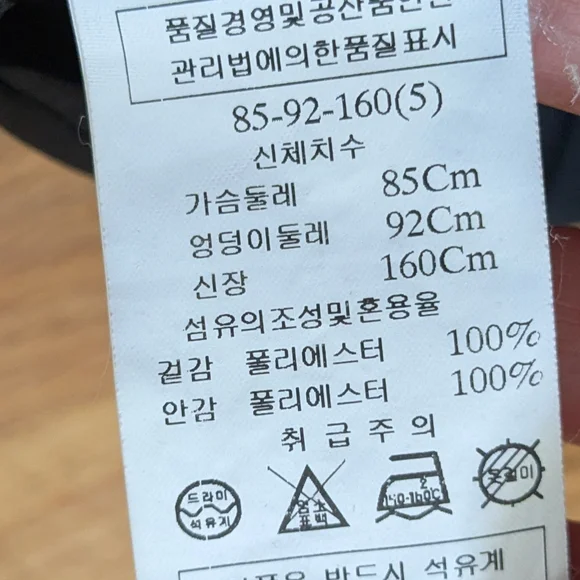 품질경영및공산품안전
관리법에의한품질표시
85-92-160(5)
신체치수
가슴둘레 85Cm
엉덩이둘레 92Cm
신장 160Cm
섬유의조성및혼용율
겉감 폴리에스터 100%
안감 폴리에스터 100%
취급주의
드라이
석유계
염소
표백
2
140-160℃
반드시 석유계